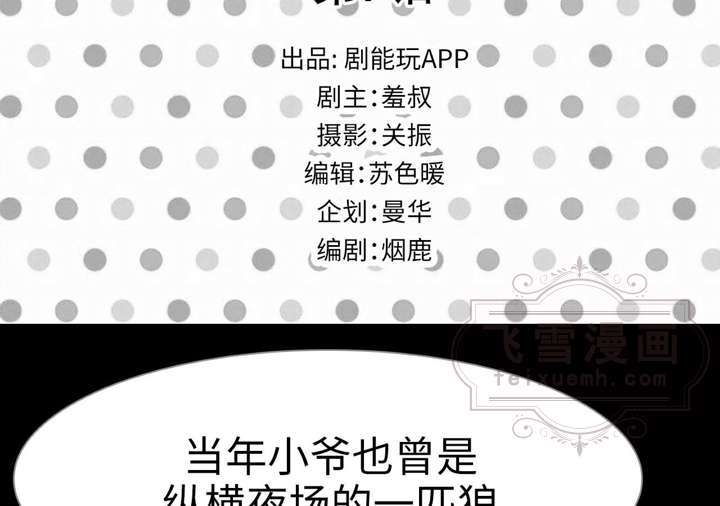 出品: 剧能玩APP
剧主:羞叔
摄影:关振
编辑:苏色暖
企划:曼华
编剧:烟鹿
飞雪漫画
feixuemh.com
当年小爷也曾是
纵横夜场的一匹狼